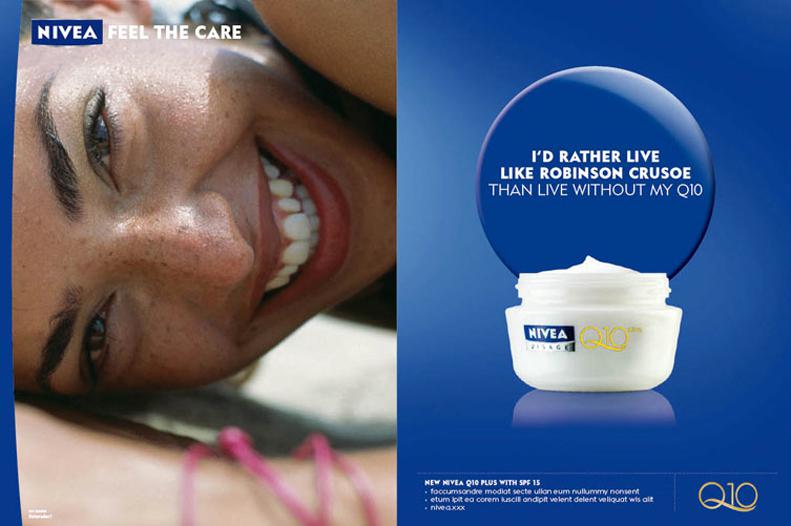 NIVEA FEEL THE CARE
I'D RATHER LIVE
LIKE ROBINSON CRUSOE
THAN LIVE WITHOUT MY Q10
NIVEA
VISAGE
Q10 plus
NEW NIVEA Q10 PLUS WITH SPF 15
• faccumsandre modiat secte ullan eum nullummy nonsent
• etum ipit ea corem iuscili andipit velent delent veliquat wis alit
• nivea.xxx
Q10